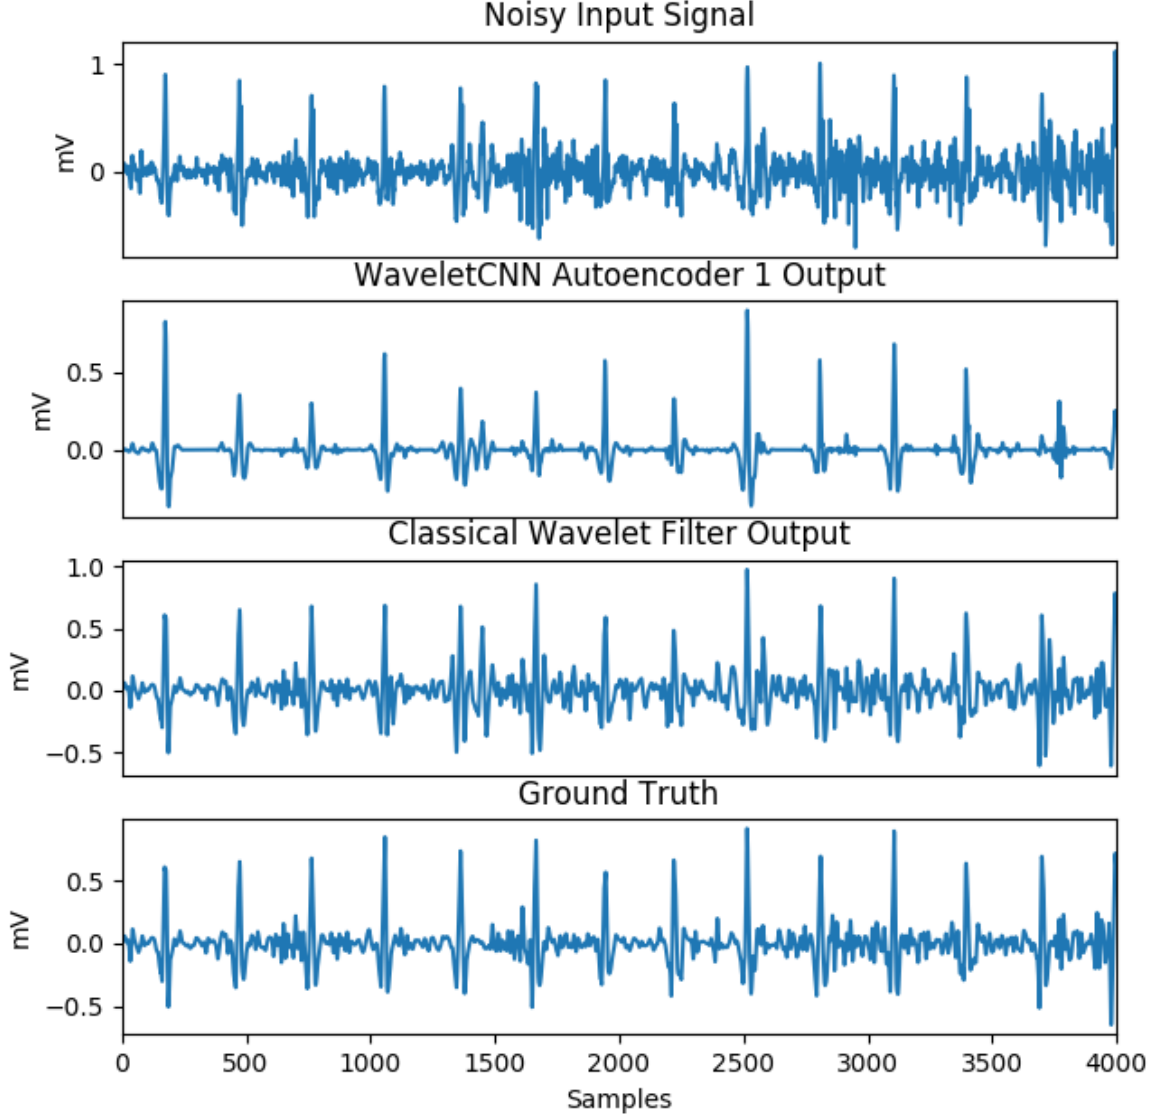 Noisy Input Signal
1
0
mV
WaveletCNN Autoencoder 1 Output
0.5
0.0
mV
Classical Wavelet Filter Output
1.0
0.5
0.0
−0.5
mV
Ground Truth
0.5
0.0
−0.5
mV
0 500 1000 1500 2000 2500 3000 3500 4000
Samples